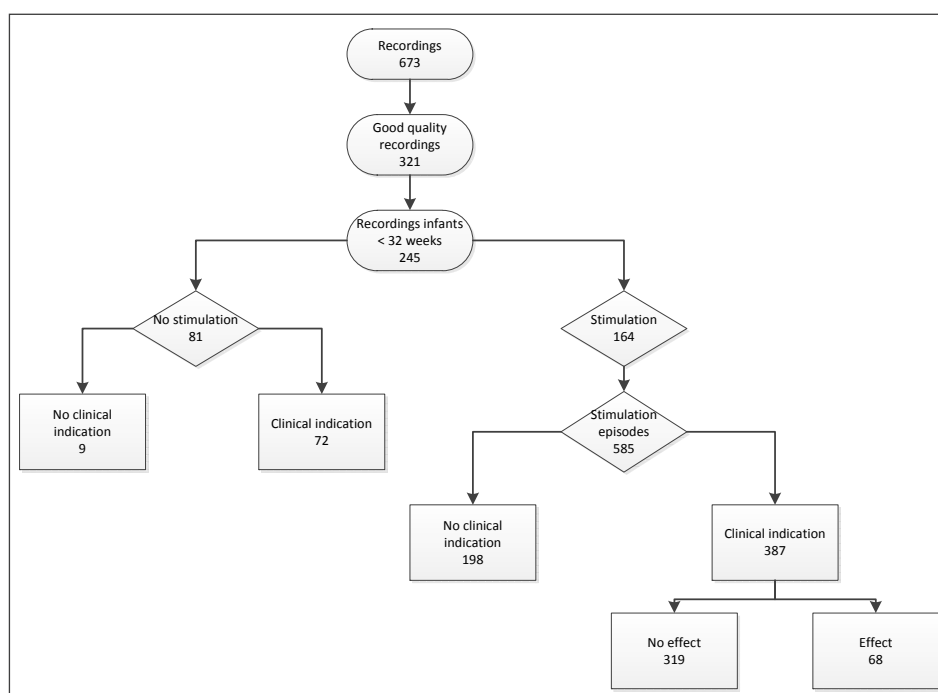 Recordings
673
Good quality
recordings
321
Recordings infants
< 32 weeks
245
No stimulation
81
Stimulation
164
No clinical
indication
9
Clinical indication
72
Stimulation
episodes
585
No clinical
indication
198
Clinical indication
387
No effect
319
Effect
68